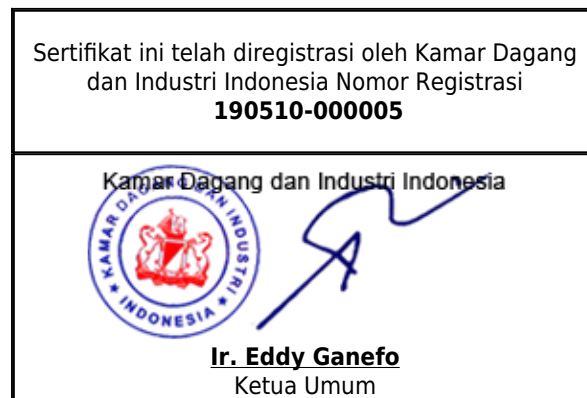 Sertifikat ini telah diregistrasi oleh Kamar Dagang
dan Industri Indonesia Nomor Registrasi
190510-000005
Kamar Dagang dan Industri Indonesia
KAMAR DAGANG DAN INDUSTRI
INDONESIA
Ir. Eddy Ganefo
Ketua Umum